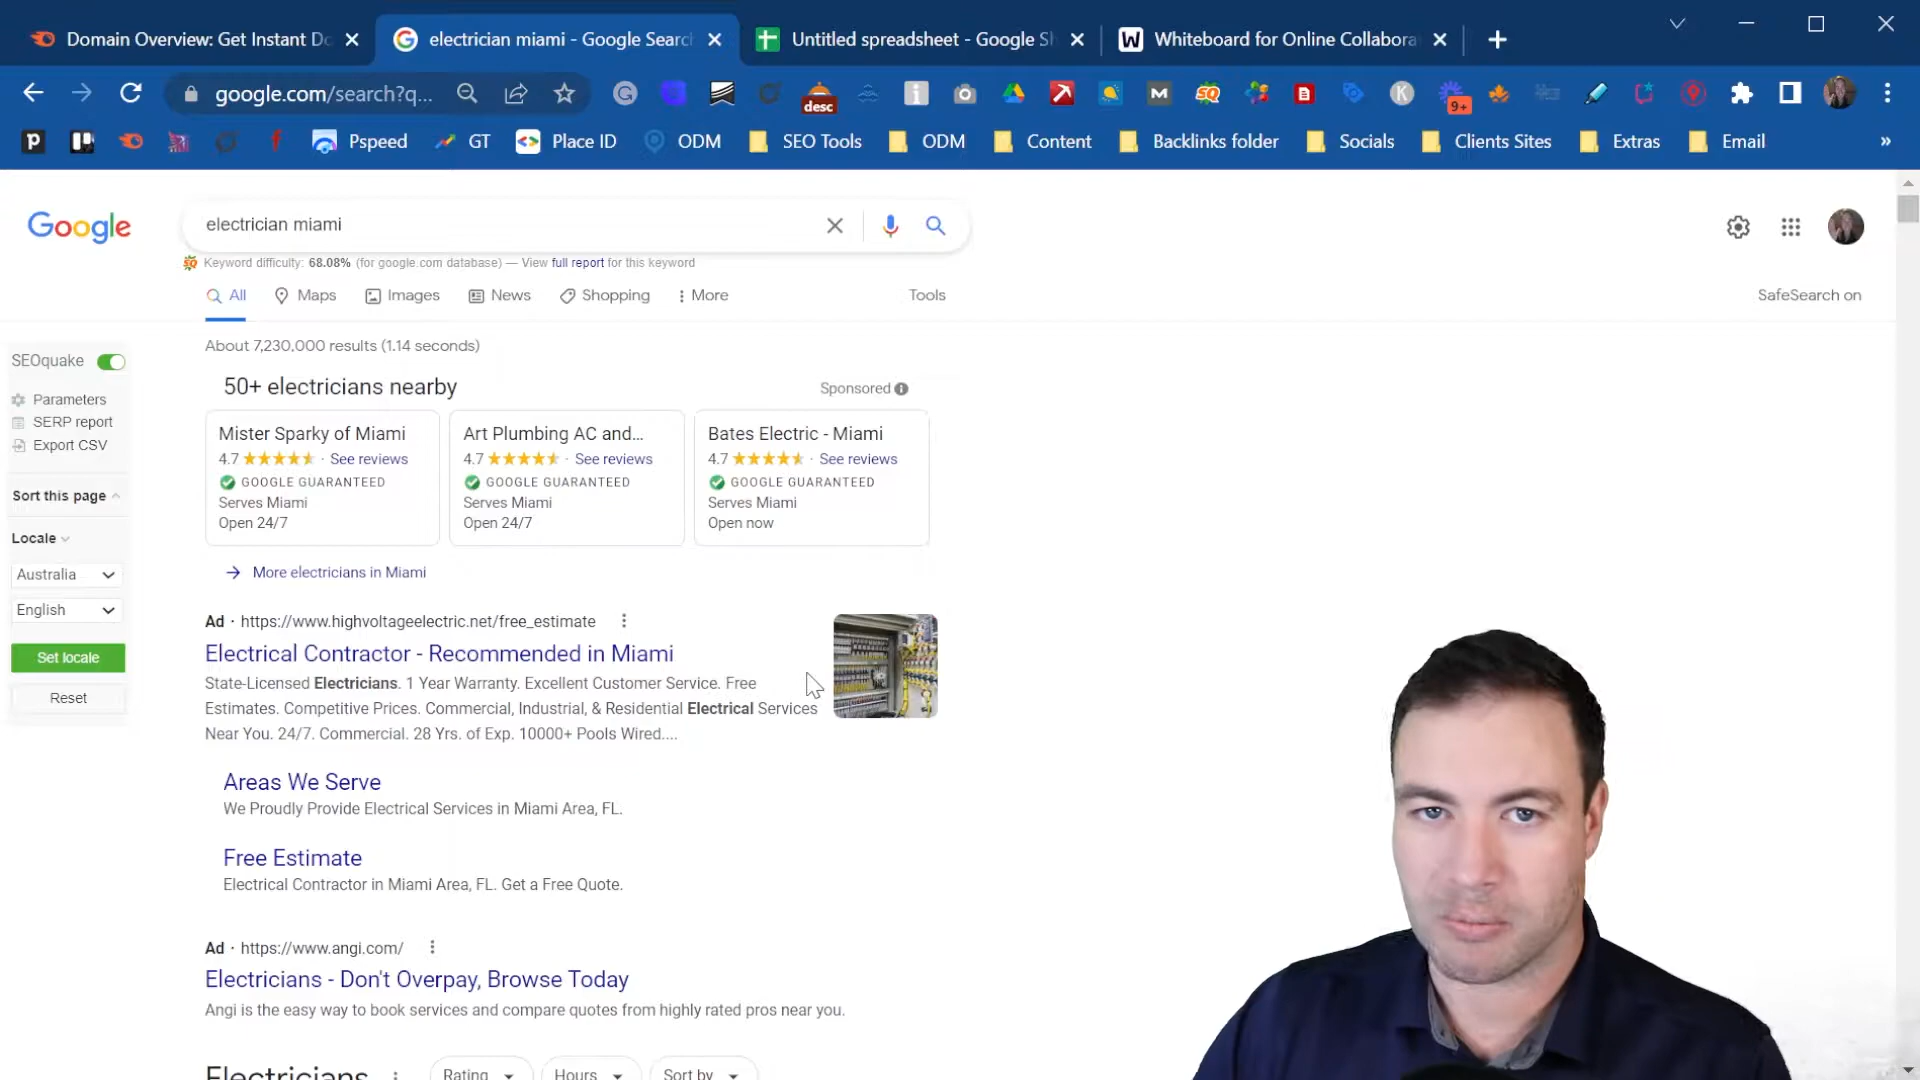 Domain Overview: Get Instant Do
electrician miami - Google Searc
Untitled spreadsheet - Google Sh
Whiteboard for Online Collabora
google.com/search?q...
desc
9+
Pspeed
GT
Place ID
ODM
SEO Tools
ODM
Content
Backlinks folder
Socials
Clients Sites
Extras
Email
»
Google
electrician miami
Keyword difficulty: 68.08% (for google.com database) — View full report for this keyword
All
Maps
Images
News
Shopping
More
Tools
SafeSearch on
About 7,230,000 results (1.14 seconds)
SEOquake
Parameters
SERP report
Export CSV
Sort this page
Locale
Australia
English
Set locale
Reset
50+ electricians nearby
Sponsored
Mister Sparky of Miami
4.7 · See reviews
GOOGLE GUARANTEED
Serves Miami
Open 24/7
Art Plumbing AC and...
4.7 · See reviews
GOOGLE GUARANTEED
Serves Miami
Open 24/7
Bates Electric - Miami
4.7 · See reviews
GOOGLE GUARANTEED
Serves Miami
Open now
More electricians in Miami
Ad · https://www.highvoltageelectric.net/free_estimate
Electrical Contractor - Recommended in Miami
State-Licensed Electricians. 1 Year Warranty. Excellent Customer Service. Free
Estimates. Competitive Prices. Commercial, Industrial, & Residential Electrical Services
Near You. 24/7. Commercial. 28 Yrs. of Exp. 10000+ Pools Wired....
Areas We Serve
We Proudly Provide Electrical Services in Miami Area, FL.
Free Estimate
Electrical Contractor in Miami Area, FL. Get a Free Quote.
Ad · https://www.angi.com/
Electricians - Don't Overpay, Browse Today
Angi is the easy way to book services and compare quotes from highly rated pros near you.
Electricians
Rating
Hours
Sort by